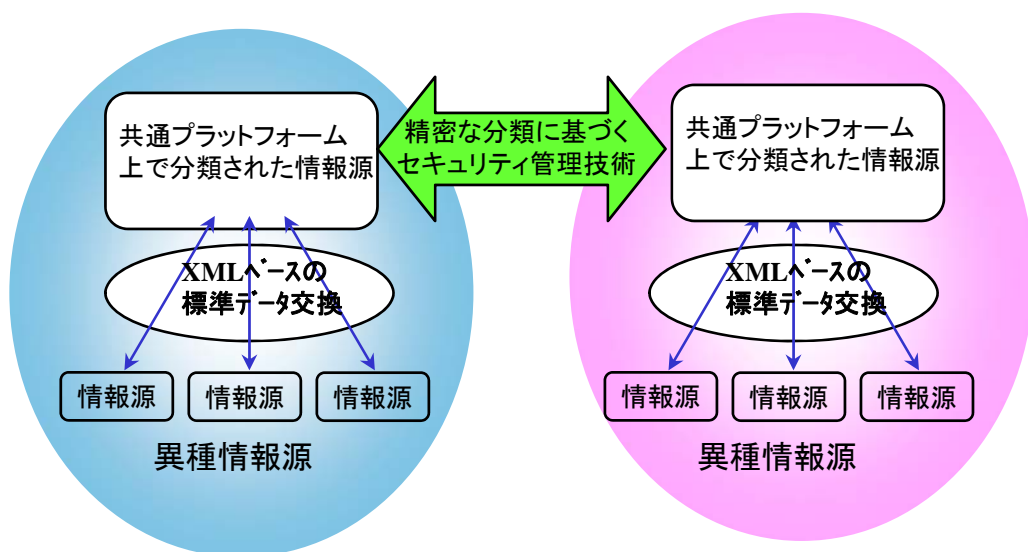 共通プラットフォーム
上で分類された情報源
精密な分類に基づく
セキュリティ管理技術
共通プラットフォーム
上で分類された情報源
XMLﾍﾞｰｽの
標準ﾃﾞｰﾀ交換
XMLﾍﾞｰｽの
標準ﾃﾞｰﾀ交換
情報源 情報源 情報源
情報源 情報源 情報源
異種情報源
異種情報源